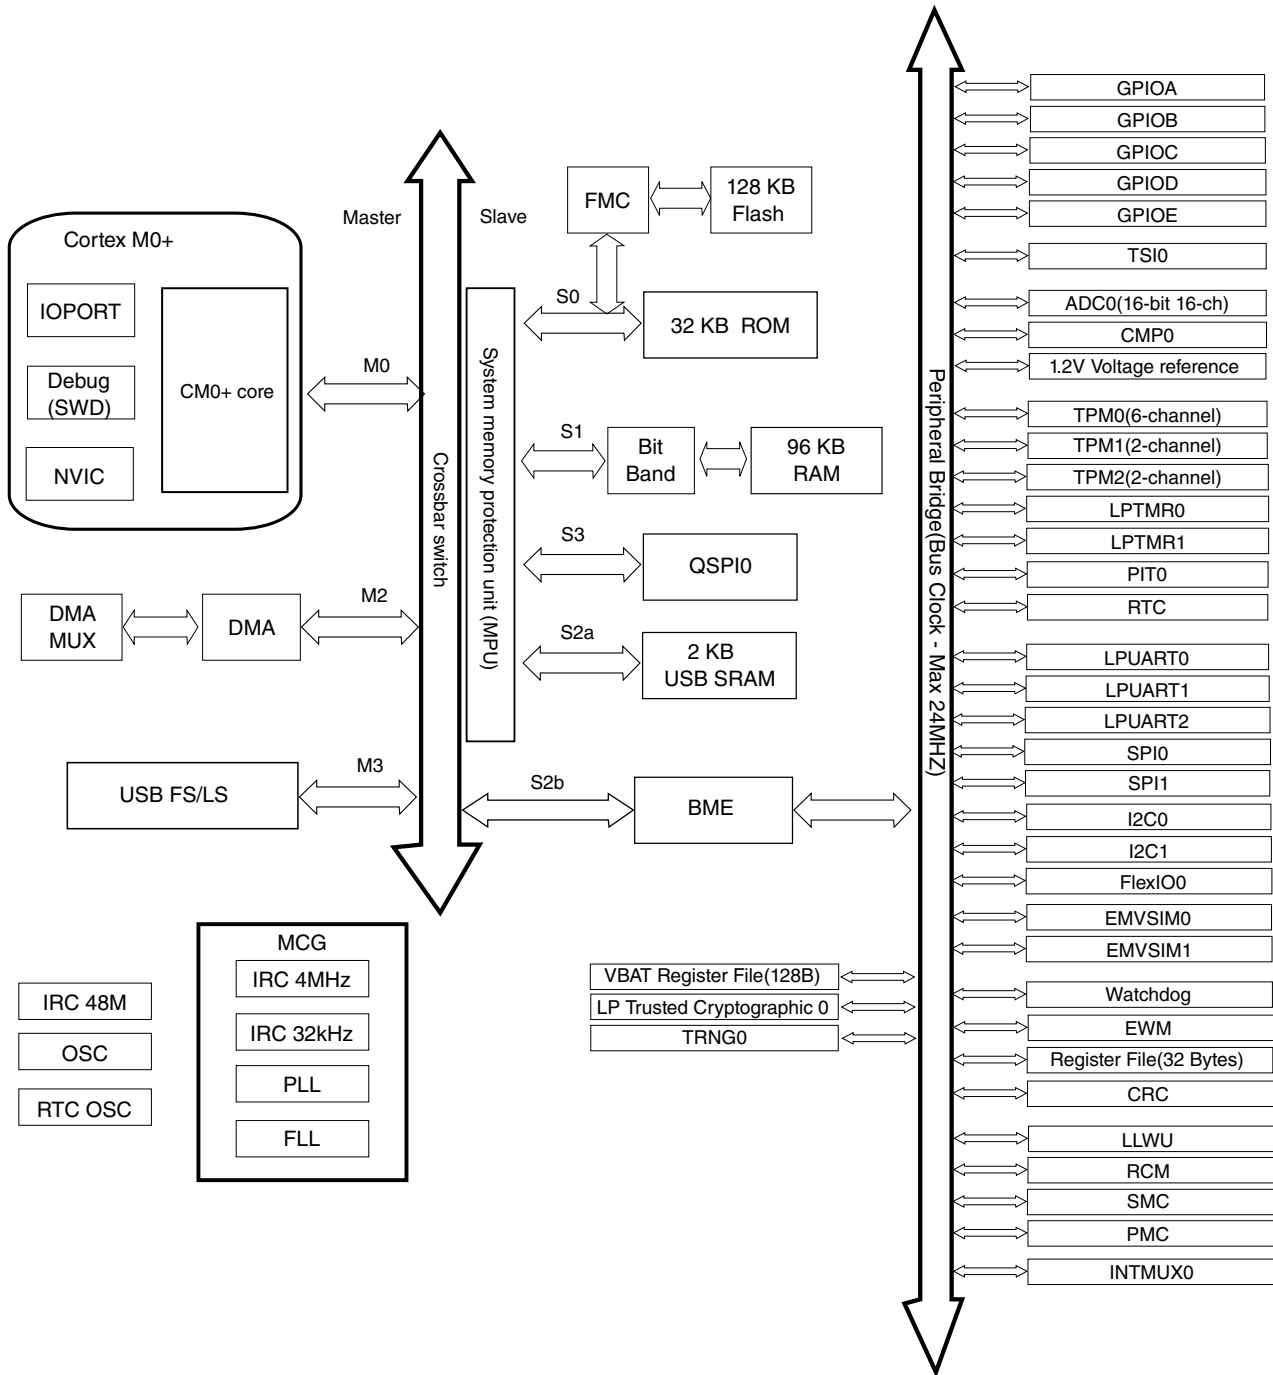 Cortex M0+
IOPORT
Debug
(SWD)
NVIC
CM0+ core
M0
Master
Slave
Crossbar switch
System memory protection unit (MPU)
FMC
128 KB
Flash
S0
32 KB ROM
S1
Bit
Band
96 KB
RAM
S3
QSPI0
DMA
MUX
DMA
M2
S2a
2 KB
USB SRAM
USB FS/LS
M3
S2b
BME
MCG
IRC 4MHz
IRC 32kHz
PLL
FLL
IRC 48M
OSC
RTC OSC
VBAT Register File(128B)
LP Trusted Cryptographic 0
TRNG0
Peripheral Bridge(Bus Clock - Max 24MHZ)
GPIOA
GPIOB
GPIOC
GPIOD
GPIOE
TSI0
ADC0(16-bit 16-ch)
CMP0
1.2V Voltage reference
TPM0(6-channel)
TPM1(2-channel)
TPM2(2-channel)
LPTMR0
LPTMR1
PIT0
RTC
LPUART0
LPUART1
LPUART2
SPI0
SPI1
I2C0
I2C1
FlexIO0
EMVSIM0
EMVSIM1
Watchdog
EWM
Register File(32 Bytes)
CRC
LLWU
RCM
SMC
PMC
INTMUX0